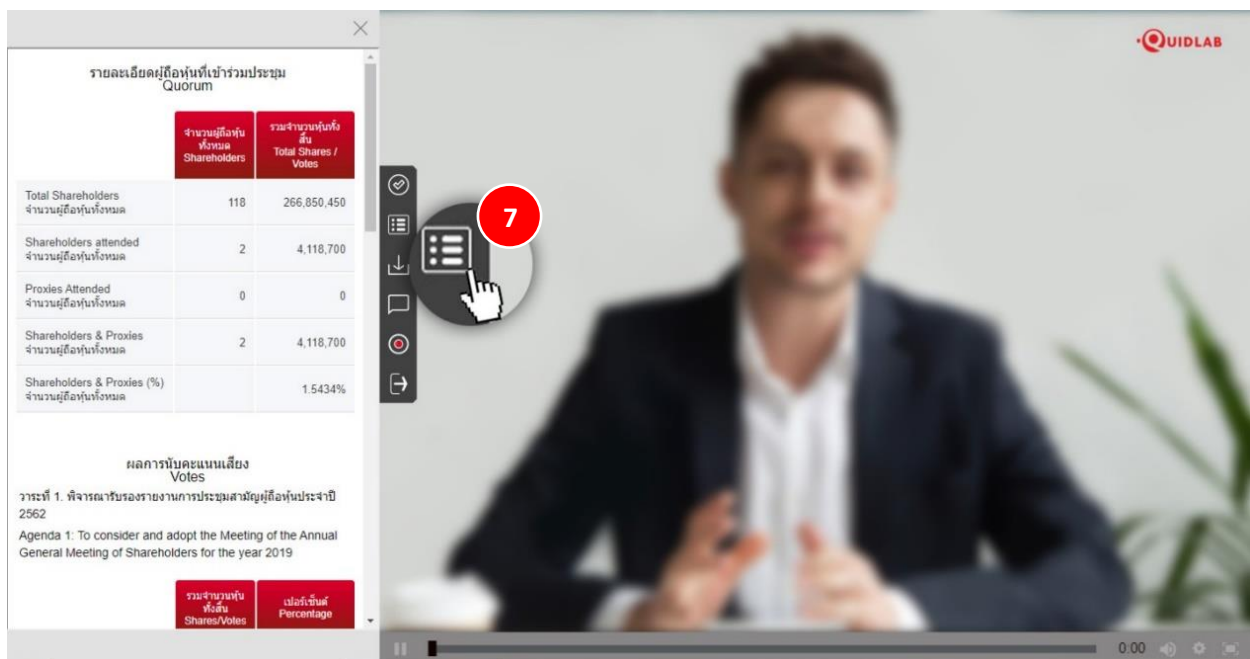 รายละเอียดผู้ถือหุ้นที่เข้าร่วมประชุม
Quorum
จำนวนผู้ถือหุ้น
ทั้งหมด
Shareholders
รวมจำนวนหุ้นทั้ง
สิ้น
Total Shares /
Votes
Total Shareholders
จำนวนผู้ถือหุ้นทั้งหมด
118
266,850,450
Shareholders attended
จำนวนผู้ถือหุ้นทั้งหมด
2
4,118,700
Proxies Attended
จำนวนผู้ถือหุ้นทั้งหมด
0
0
Shareholders & Proxies
จำนวนผู้ถือหุ้นทั้งหมด
2
4,118,700
Shareholders & Proxies (%)
จำนวนผู้ถือหุ้นทั้งหมด
1.5434%
ผลการนับคะแนนเสียง
Votes
วาระที่ 1. พิจารณารับรองรายงานการประชุมสามัญผู้ถือหุ้นประจำปี
2562
Agenda 1: To consider and adopt the Meeting of the Annual
General Meeting of Shareholders for the year 2019
รวมจำนวนหุ้น
ทั้งสิ้น
Shares/Votes
เปอร์เซ็นต์
Percentage
7
QUIDLAB
0:00